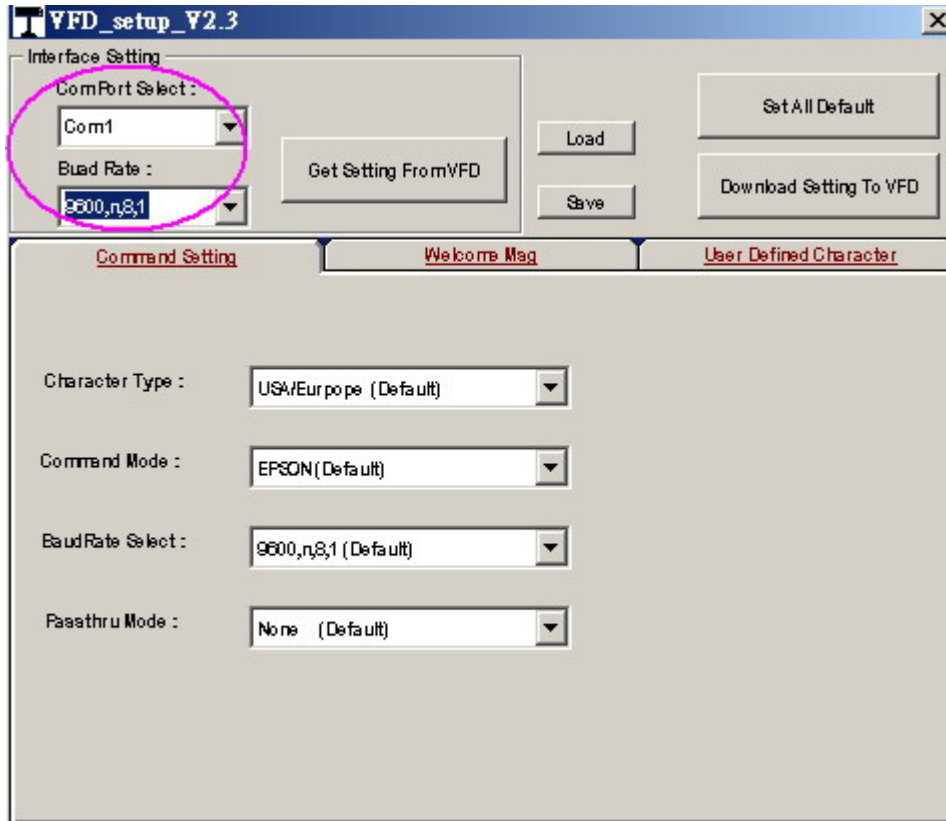 VFD_setup_V2.3
Interface Setting
ComPort Select :
Com1
Buad Rate :
9600,n,8,1
Get Setting From VFD
Load
Save
Set All Default
Download Setting To VFD
Command Setting
Welcome Msg
User Defined Character
Character Type :
USA/Eurpope (Default)
Command Mode :
EPSON(Default)
BaudRate Select :
9600,n,8,1 (Default)
Passthru Mode :
None (Default)